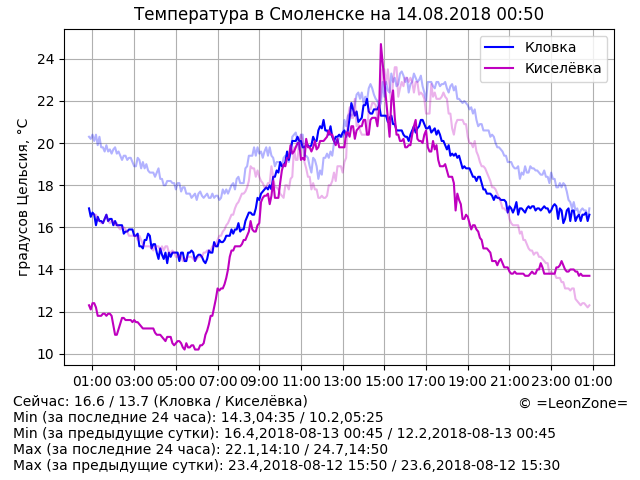 Температура в Смоленске на 14.08.2018 00:50
Кловка
Киселёвка
градусов Цельсия, °C
24
22
20
18
16
14
12
10
01:00 03:00 05:00 07:00 09:00 11:00 13:00 15:00 17:00 19:00 21:00 23:00 01:00
Сейчас: 16.6 / 13.7 (Кловка / Киселёвка)
© =LeonZone=
Min (за последние 24 часа): 14.3,04:35 / 10.2,05:25
Min (за предыдущие сутки): 16.4,2018-08-13 00:45 / 12.2,2018-08-13 00:45
Max (за последние 24 часа): 22.1,14:10 / 24.7,14:50
Max (за предыдущие сутки): 23.4,2018-08-12 15:50 / 23.6,2018-08-12 15:30